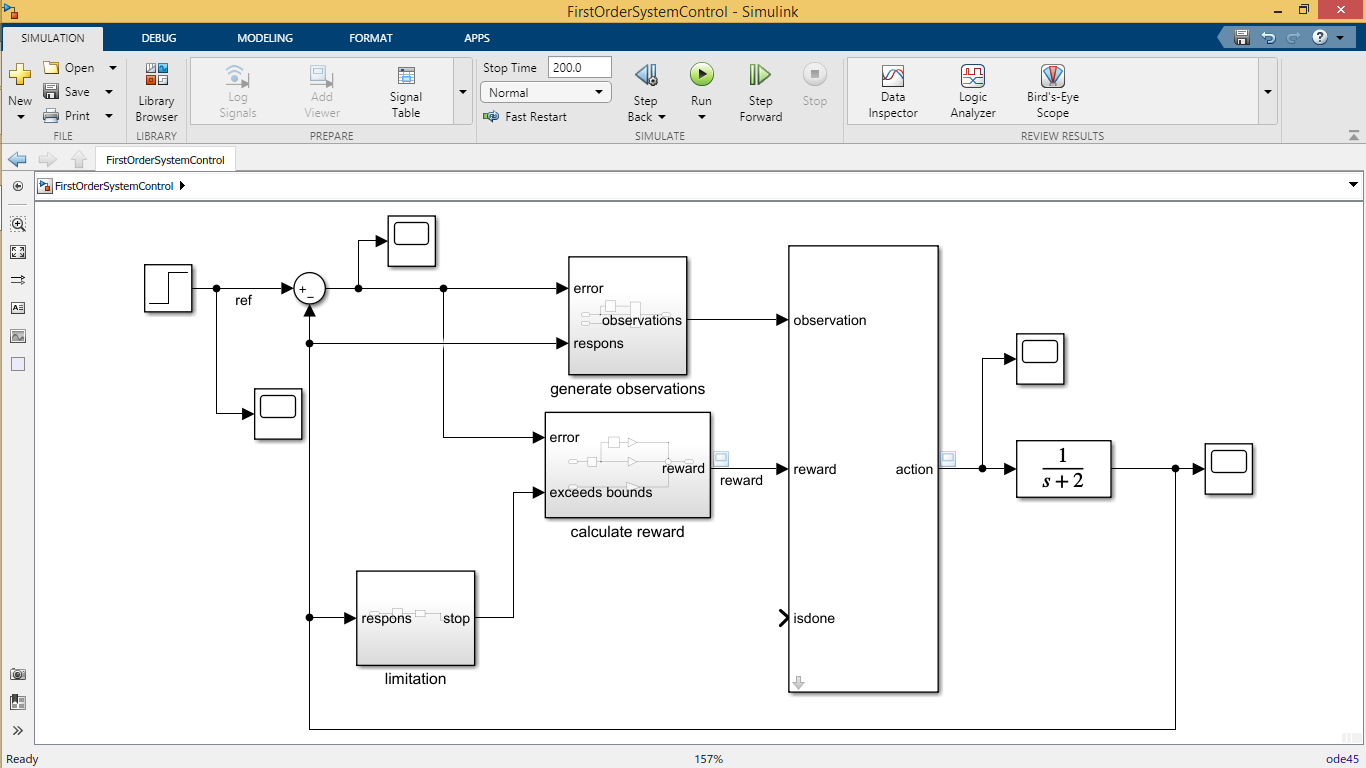 FirstOrderSystemControl - Simulink
SIMULATION DEBUG MODELING FORMAT APPS
New
Open
Save
Print
FILE
Library Browser
LIBRARY
Log Signals
Add Viewer
Signal Table
PREPARE
Stop Time 200.0
Normal
Fast Restart
Step Back
Run
Step Forward
Stop
SIMULATE
Data Inspector
Logic Analyzer
Bird's-Eye Scope
REVIEW RESULTS
FirstOrderSystemControl
FirstOrderSystemControl
ref
+
−
error
observations
respons
generate observations
error
reward
exceeds bounds
calculate reward
reward
respons stop
limitation
observation
reward
action
isdone
1
s + 2
Ready 157% ode45